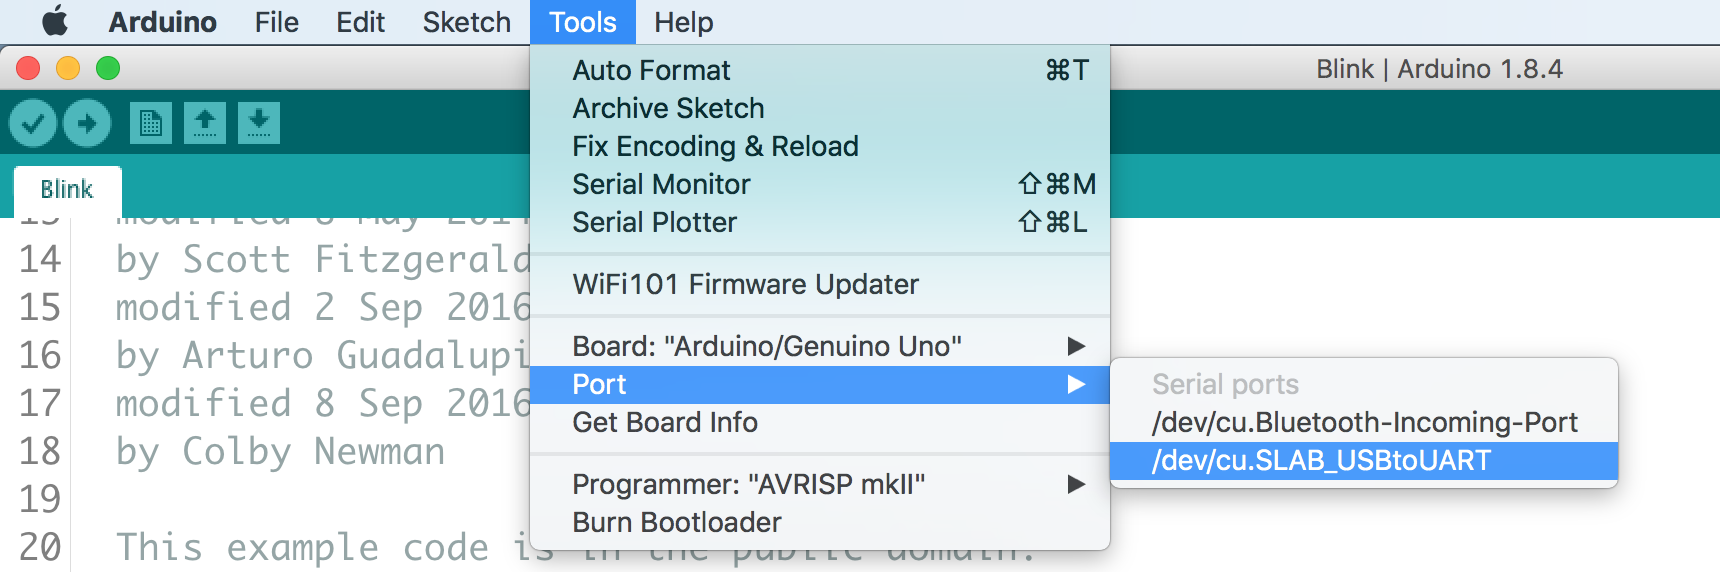 Arduino File Edit Sketch Tools Help
Blink | Arduino 1.8.4
Auto Format ⌘T
Archive Sketch
Fix Encoding & Reload
Serial Monitor ⇧⌘M
Serial Plotter ⇧⌘L
WiFi101 Firmware Updater
Board: "Arduino/Genuino Uno"
Port
Get Board Info
Programmer: "AVRISP mkII"
Burn Bootloader
Serial ports
/dev/cu.Bluetooth-Incoming-Port
/dev/cu.SLAB_USBtoUART
Blink
14 by Scott Fitzgerald
15 modified 2 Sep 2016
16 by Arturo Guadalupi
17 modified 8 Sep 2016
18 by Colby Newman
19
20 This example code is in the public domain.